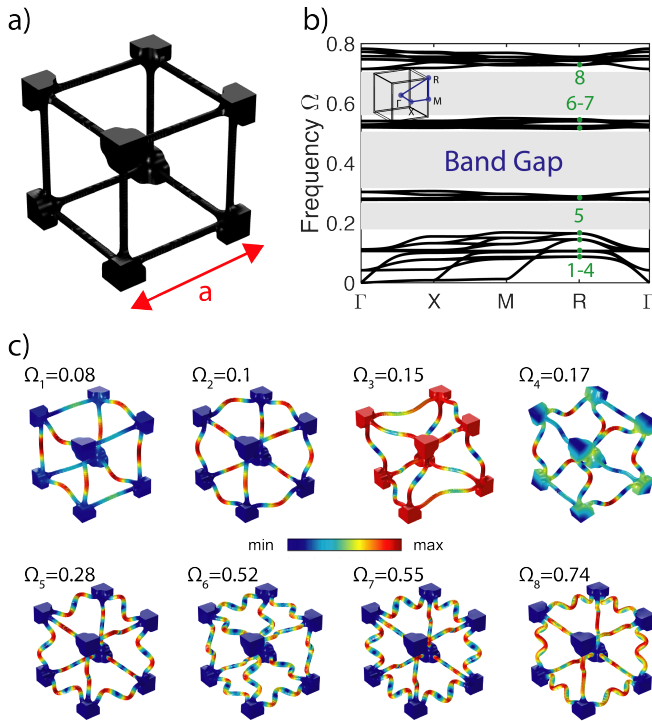 a)
a
b)
Frequency Ω
0.8
0.6
0.4
0.2
0
R
Γ
M
X
8
6-7
Band Gap
5
1-4
Γ X M R Γ
c)
Ω₁=0.08
Ω₂=0.1
Ω₃=0.15
Ω₄=0.17
min
max
Ω₅=0.28
Ω₆=0.52
Ω₇=0.55
Ω₈=0.74